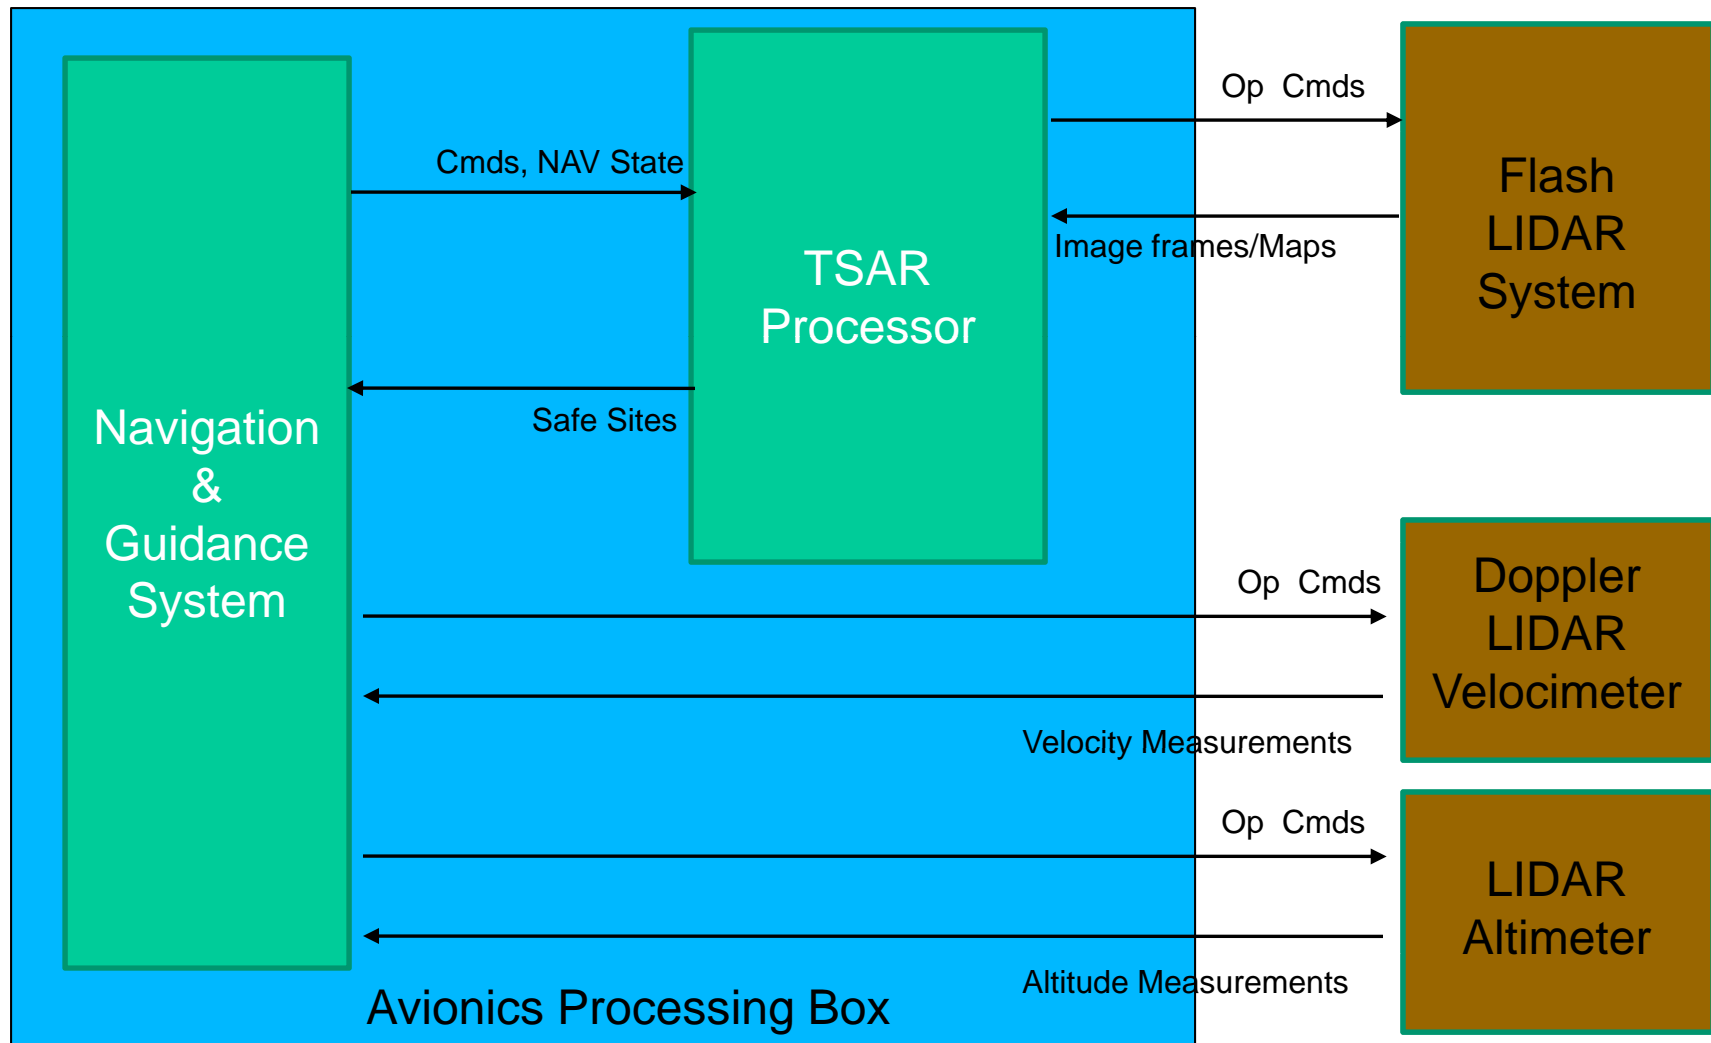 Op Cmds
Cmds, NAV State
Flash
LIDAR
System
Image frames/Maps
TSAR
Processor
Safe Sites
Navigation
&
Guidance
System
Op Cmds
Doppler
LIDAR
Velocimeter
Velocity Measurements
Op Cmds
LIDAR
Altimeter
Altitude Measurements
Avionics Processing Box